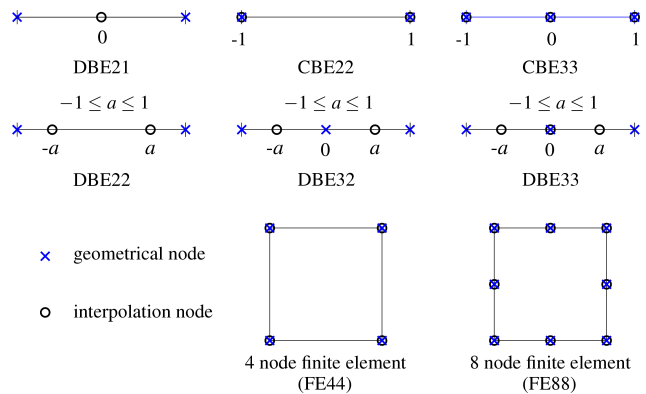 0
-1 1
-1 0 1
DBE21 CBE22 CBE33
−1 ≤ a ≤ 1 −1 ≤ a ≤ 1 −1 ≤ a ≤ 1
-a a
-a 0 a
-a 0 a
DBE22 DBE32 DBE33
geometrical node
interpolation node
4 node finite element
(FE44)
8 node finite element
(FE88)